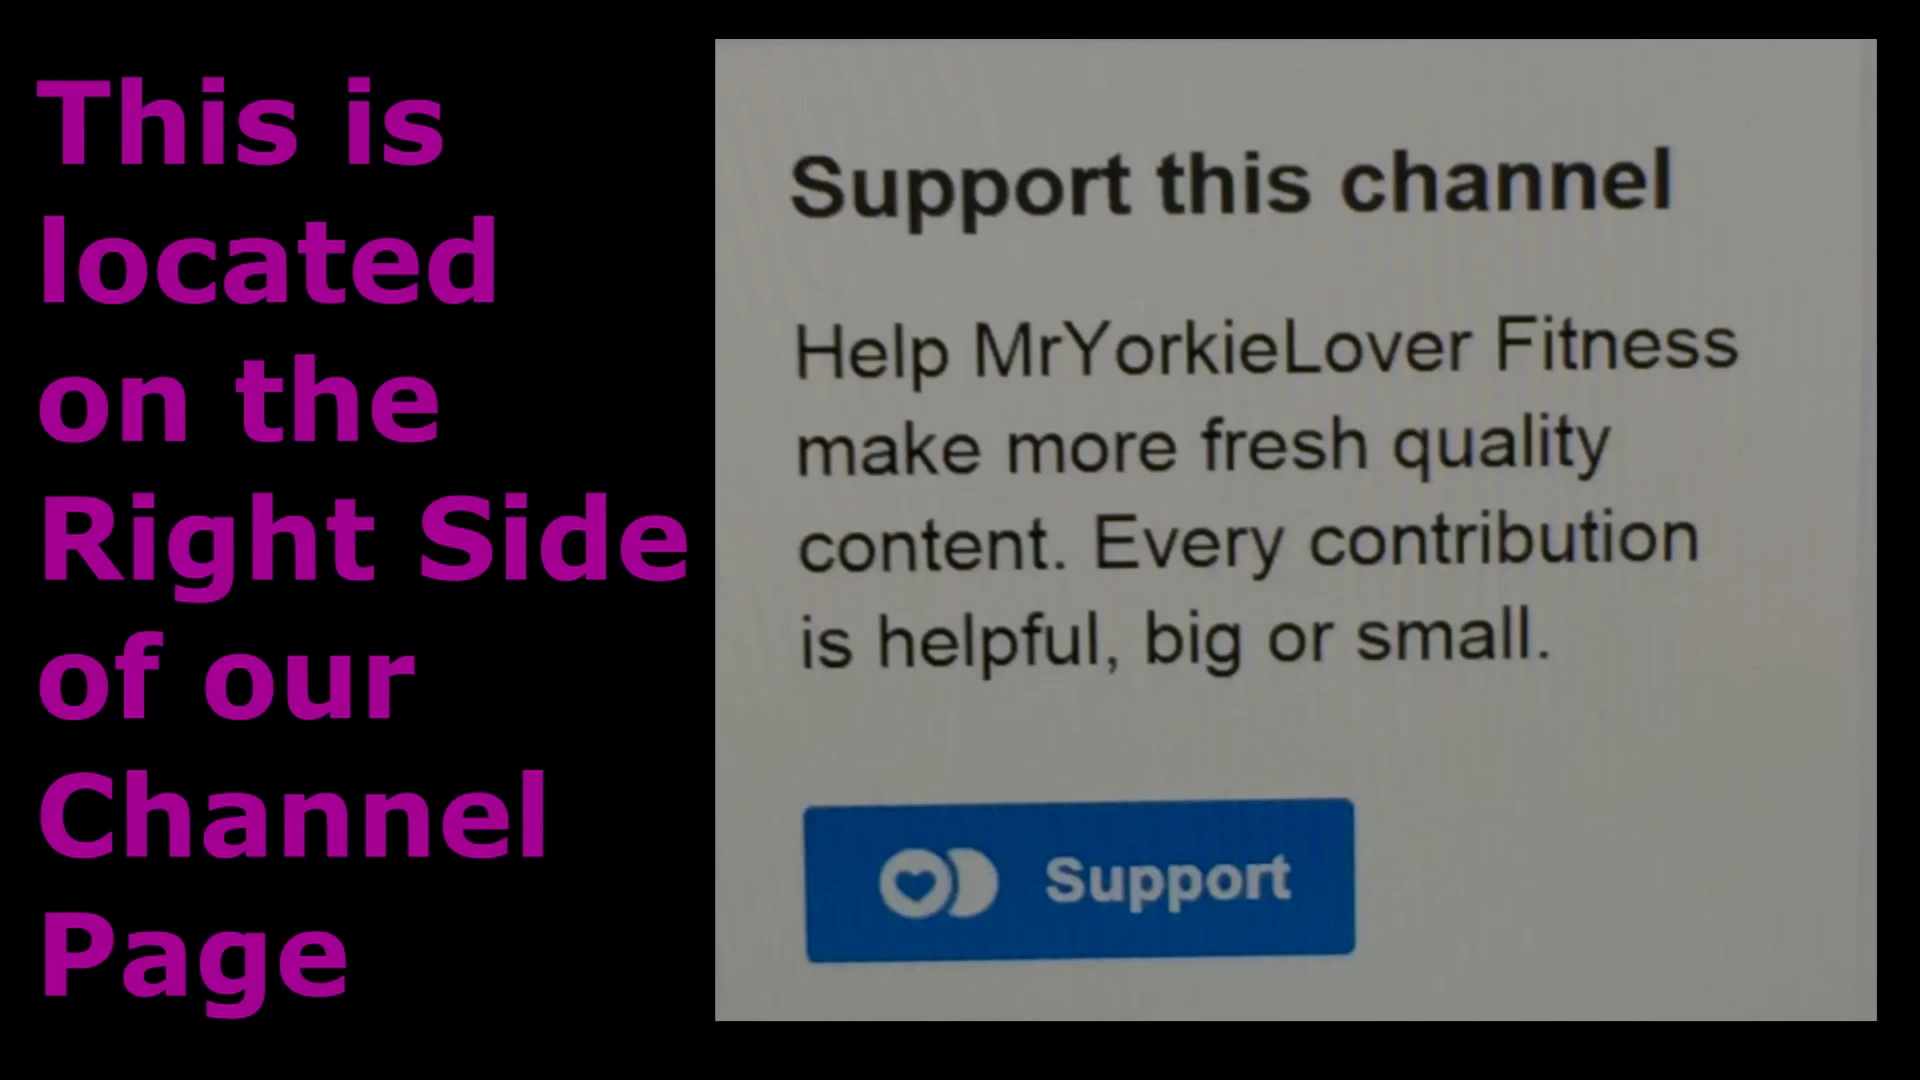 This is
located
on the
Right Side
of our
Channel
Page
Support this channel
Help MrYorkieLover Fitness
make more fresh quality
content. Every contribution
is helpful, big or small.
Support